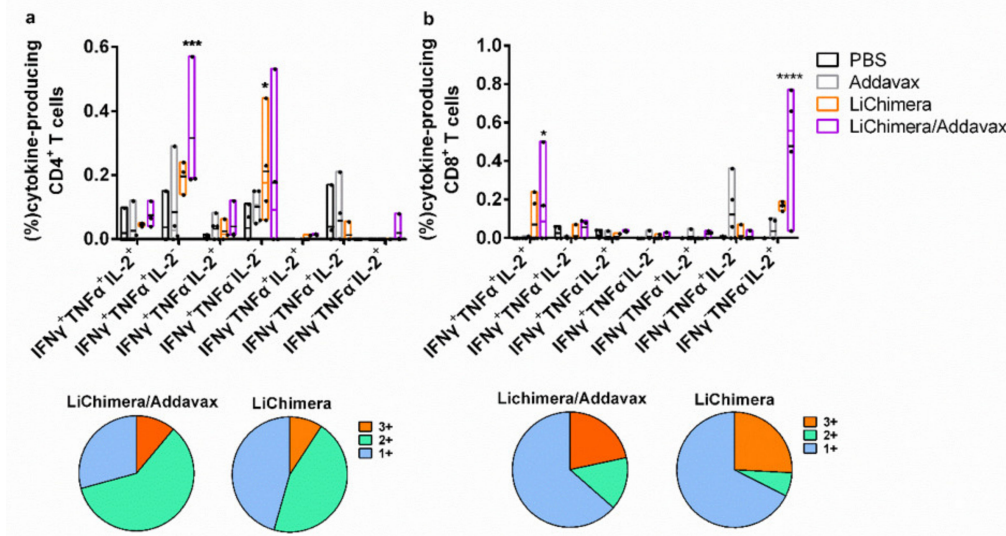 a
(%)cytokine-producing
CD4⁺ T cells
0.6
0.4
0.2
0.0
***
*
IFNγ⁺TNFα⁺IL-2⁺
IFNγ⁺TNFα⁺IL-2⁻
IFNγ⁺TNFα⁻IL-2⁺
IFNγ⁺TNFα⁻IL-2⁻
IFNγ⁻TNFα⁺IL-2⁺
IFNγ⁻TNFα⁺IL-2⁻
IFNγ⁻TNFα⁻IL-2⁺
b
(%)cytokine-producing
CD8⁺ T cells
1.0
0.8
0.6
0.4
0.2
0.0
*
****
IFNγ⁺TNFα⁺IL-2⁺
IFNγ⁺TNFα⁺IL-2⁻
IFNγ⁺TNFα⁻IL-2⁺
IFNγ⁺TNFα⁻IL-2⁻
IFNγ⁻TNFα⁺IL-2⁺
IFNγ⁻TNFα⁺IL-2⁻
IFNγ⁻TNFα⁻IL-2⁺
PBS
Addavax
LiChimera
LiChimera/Addavax
LiChimera/Addavax
LiChimera
3+
2+
1+
Lichimera/Addavax
LiChimera
3+
2+
1+